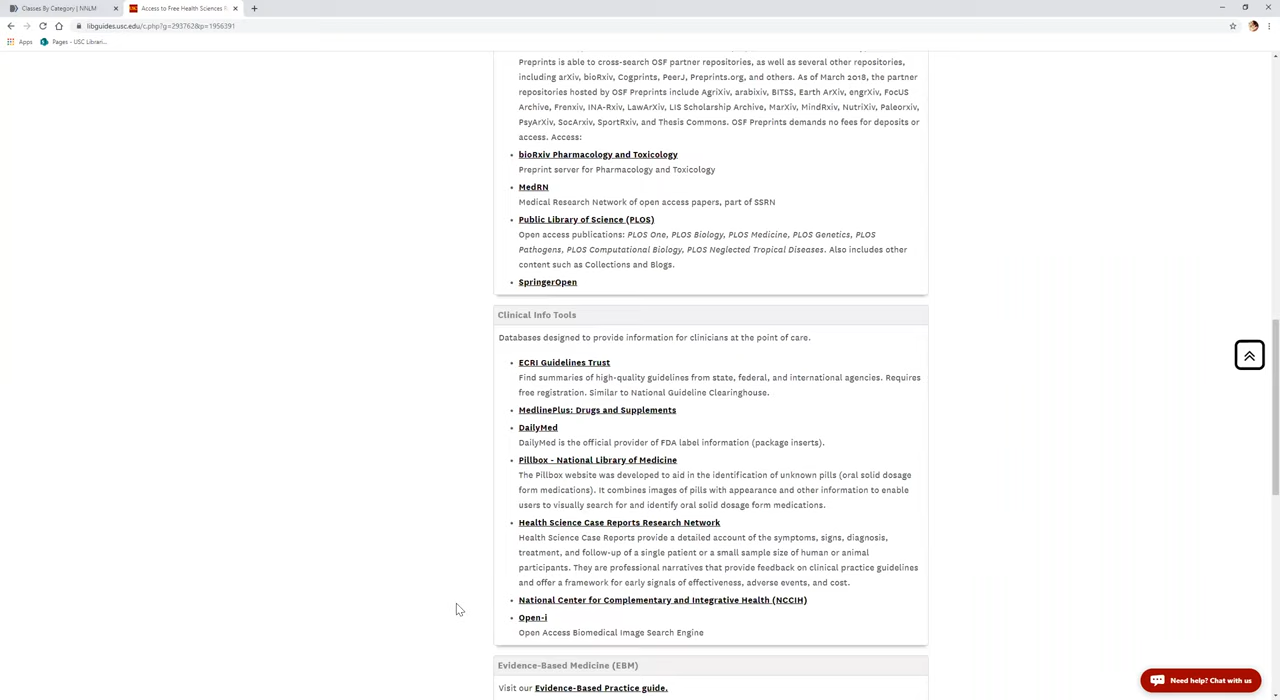 Classes By Category | NNLM
Access to Free Health Sciences R
libguides.usc.edu/c.php?g=293762&p=1956391
Apps
Pages - USC Librari...
Preprints is able to cross-search OSF partner repositories, as well as several other repositories,
including arXiv, bioRxiv, Cogprints, PeerJ, Preprints.org, and others. As of March 2018, the partner
repositories hosted by OSF Preprints include AgriXiv, arabixiv, BITSS, Earth ArXiv, engrXiv, FocUS
Archive, Frenxiv, INA-Rxiv, LawArXiv, LIS Scholarship Archive, MarXiv, MindRxiv, NutriXiv, Paleorxiv,
PsyArXiv, SocArxiv, SportRxiv, and Thesis Commons. OSF Preprints demands no fees for deposits or
access. Access:
bioRxiv Pharmacology and Toxicology
Preprint server for Pharmacology and Toxicology
MedRN
Medical Research Network of open access papers, part of SSRN
Public Library of Science (PLOS)
Open access publications: PLOS One, PLOS Biology, PLOS Medicine, PLOS Genetics, PLOS
Pathogens, PLOS Computational Biology, PLOS Neglected Tropical Diseases. Also includes other
content such as Collections and Blogs.
SpringerOpen
Clinical Info Tools
Databases designed to provide information for clinicians at the point of care.
ECRI Guidelines Trust
Find summaries of high-quality guidelines from state, federal, and international agencies. Requires
free registration. Similar to National Guideline Clearinghouse.
MedlinePlus: Drugs and Supplements
DailyMed
DailyMed is the official provider of FDA label information (package inserts).
Pillbox - National Library of Medicine
The Pillbox website was developed to aid in the identification of unknown pills (oral solid dosage
form medications). It combines images of pills with appearance and other information to enable
users to visually search for and identify oral solid dosage form medications.
Health Science Case Reports Research Network
Health Science Case Reports provide a detailed account of the symptoms, signs, diagnosis,
treatment, and follow-up of a single patient or a small sample size of human or animal
participants. They are professional narratives that provide feedback on clinical practice guidelines
and offer a framework for early signals of effectiveness, adverse events, and cost.
National Center for Complementary and Integrative Health (NCCIH)
Open-i
Open Access Biomedical Image Search Engine
Evidence-Based Medicine (EBM)
Visit our Evidence-Based Practice guide.
Need help? Chat with us